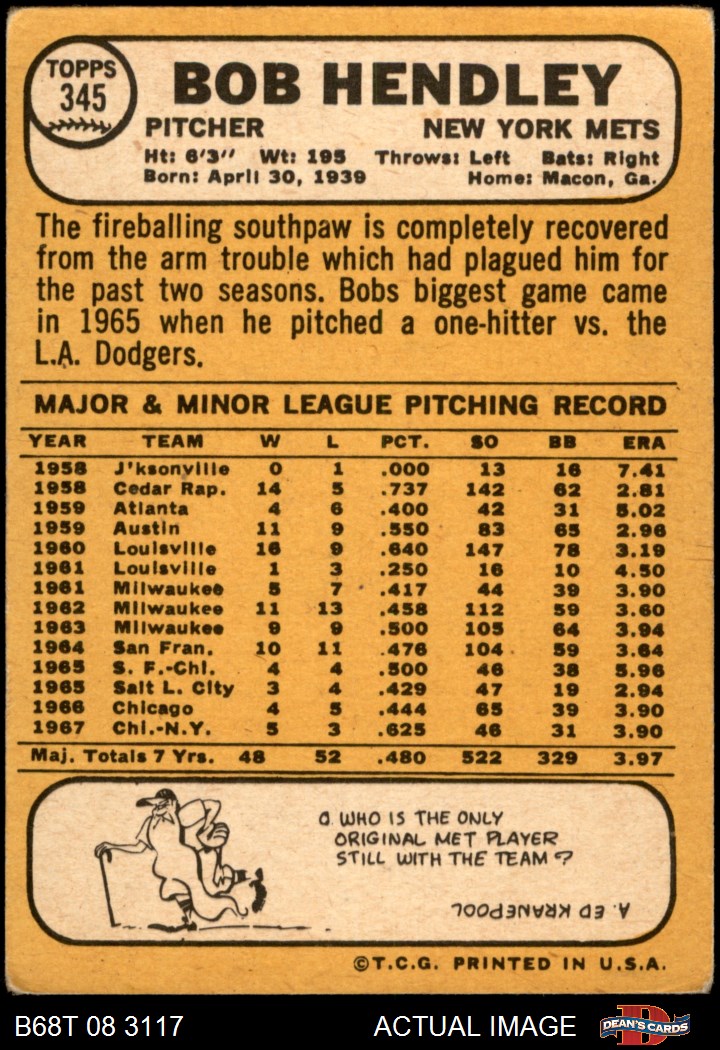 TOPPS
345
BOB HENDLEY
PITCHER NEW YORK METS
Ht: 6'3" Wt: 195 Throws: Left Bats: Right
Born: April 30, 1939 Home: Macon, Ga.
The fireballing southpaw is completely recovered
from the arm trouble which had plagued him for
the past two seasons. Bobs biggest game came
in 1965 when he pitched a one-hitter vs. the
L.A. Dodgers.
MAJOR & MINOR LEAGUE PITCHING RECORD
YEAR TEAM W L PCT. SO BB ERA
1958 J'ksonville 0 1 .000 13 16 7.41
1958 Cedar Rap. 14 5 .737 142 62 2.81
1959 Atlanta 4 6 .400 42 31 5.02
1959 Austin 11 9 .550 83 65 2.96
1960 Louisville 16 9 .640 147 78 3.19
1961 Louisville 1 3 .250 16 10 4.50
1961 Milwaukee 5 7 .417 44 39 3.90
1962 Milwaukee 11 13 .458 112 59 3.60
1963 Milwaukee 9 9 .500 105 64 3.94
1964 San Fran. 10 11 .476 104 59 3.64
1965 S. F.-Chi. 4 4 .500 46 38 5.96
1965 Salt L. City 3 4 .429 47 19 2.94
1966 Chicago 4 5 .444 65 39 3.90
1967 Chi.-N.Y. 5 3 .625 46 31 3.90
Maj. Totals 7 Yrs. 48 52 .480 522 329 3.97
Q. WHO IS THE ONLY
ORIGINAL MET PLAYER
STILL WITH THE TEAM?
A. ED KRANEPOOL
©T.C.G. PRINTED IN U.S.A.
B68T 08 3117 ACTUAL IMAGE D DEAN'S CARDS